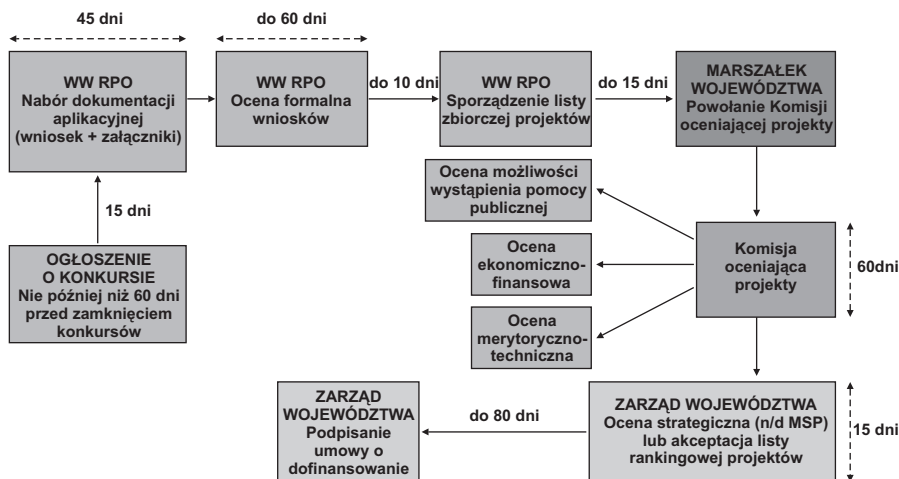 45 dni
do 60 dni
WW RPO
Nabór dokumentacji
aplikacyjnej
(wniosek + załączniki)
WW RPO
Ocena formalna
wniosków
do 10 dni
WW RPO
Sporządzenie listy
zbiorczej projektów
do 15 dni
MARSZAŁEK
WOJEWÓDZTWA
Powołanie Komisji
oceniającej projekty
15 dni
OGŁOSZENIE
O KONKURSIE
Nie później niż 60 dni
przed zamknięciem
konkursów
Ocena możliwości
wystąpienia pomocy
publicznej
Ocena
ekonomiczno-
finansowa
Ocena
merytoryczno-
techniczna
Komisja
oceniająca
projekty
60dni
ZARZĄD
WOJEWÓDZTWA
Podpisanie
umowy o
dofinansowanie
do 80 dni
ZARZĄD WOJEWÓDZTWA
Ocena strategiczna (n/d MSP)
lub akceptacja listy
rankingowej projektów
15 dni